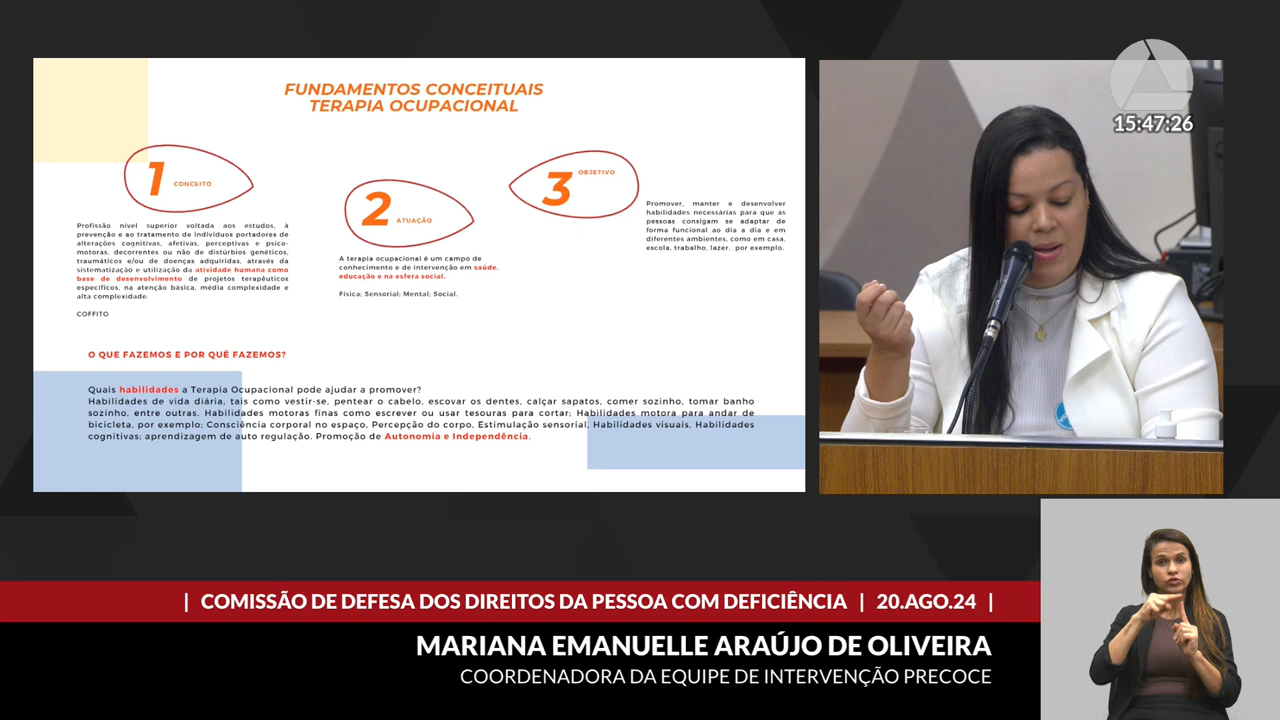 FUNDAMENTOS CONCEITUAIS
TERAPIA OCUPACIONAL
1 CONCEITO
Profissão nível superior voltada aos estudos, à
prevenção e ao tratamento de indivíduos portadores de
alterações cognitivas, afetivas, perceptivas e psico-
motoras, decorrentes ou não de distúrbios genéticos,
traumáticos e/ou de doenças adquiridas, através da
sistematização e utilização da atividade humana como
base de desenvolvimento de projetos terapêuticos
específicos, na atenção básica, média complexidade e
alta complexidade.
COFFITO
2 ATUAÇÃO
A terapia ocupacional é um campo de
conhecimento e de intervenção em saúde,
educação e na esfera social.
Física; Sensorial; Mental; Social.
3 OBJETIVO
Promover, manter e desenvolver
habilidades necessárias para que as
pessoas consigam se adaptar de
forma funcional ao dia a dia e em
diferentes ambientes, como em casa,
escola, trabalho, lazer, por exemplo.
O QUE FAZEMOS E POR QUÊ FAZEMOS?
Quais habilidades a Terapia Ocupacional pode ajudar a promover?
Habilidades de vida diária, tais como vestir-se, pentear o cabelo, escovar os dentes, calçar sapatos, comer sozinho, tomar banho
sozinho, entre outras. Habilidades motoras finas como escrever ou usar tesouras para cortar; Habilidades motora para andar de
bicicleta, por exemplo; Consciência corporal no espaço, Percepção do corpo, Estimulação sensorial, Habilidades visuais, Habilidades
cognitivas; aprendizagem de auto regulação. Promoção de Autonomia e Independência.
15:47:26
| COMISSÃO DE DEFESA DOS DIREITOS DA PESSOA COM DEFICIÊNCIA | 20.AGO.24 |
MARIANA EMANUELLE ARAÚJO DE OLIVEIRA
COORDENADORA DA EQUIPE DE INTERVENÇÃO PRECOCE